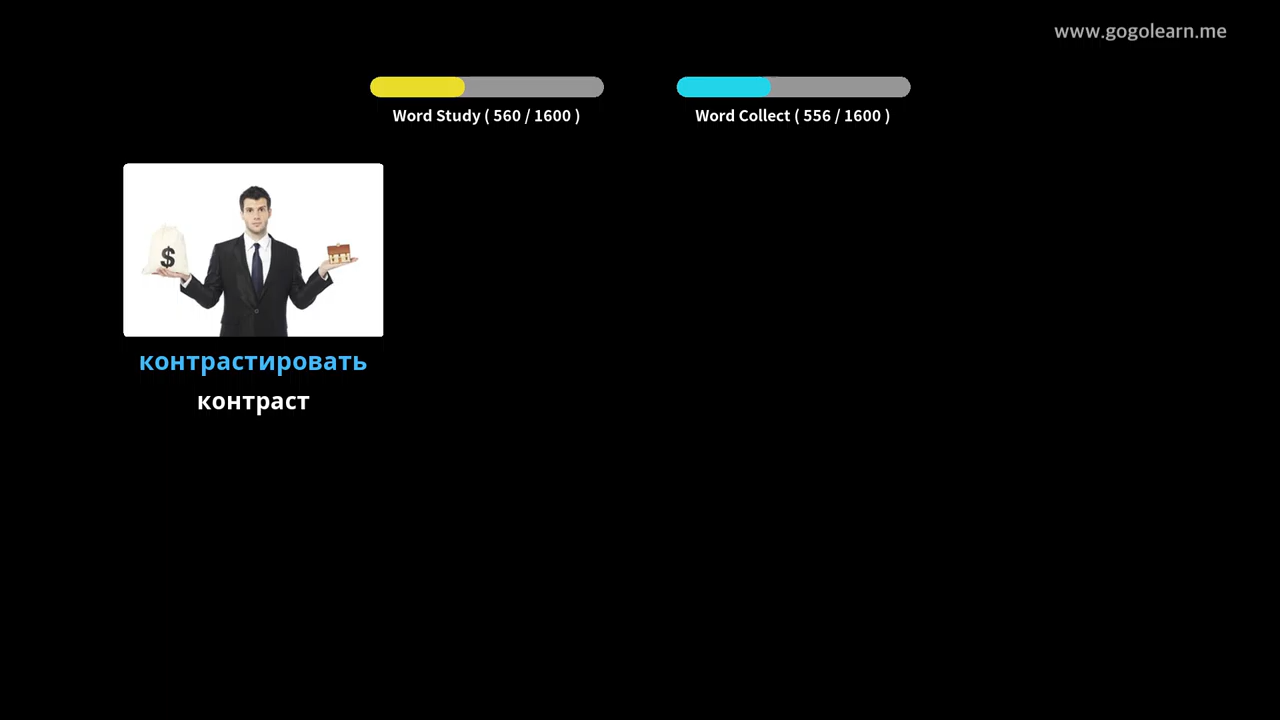 www.gogolearn.me
Word Study ( 560 / 1600 )
Word Collect ( 556 / 1600 )
$
контрастировать
контраст